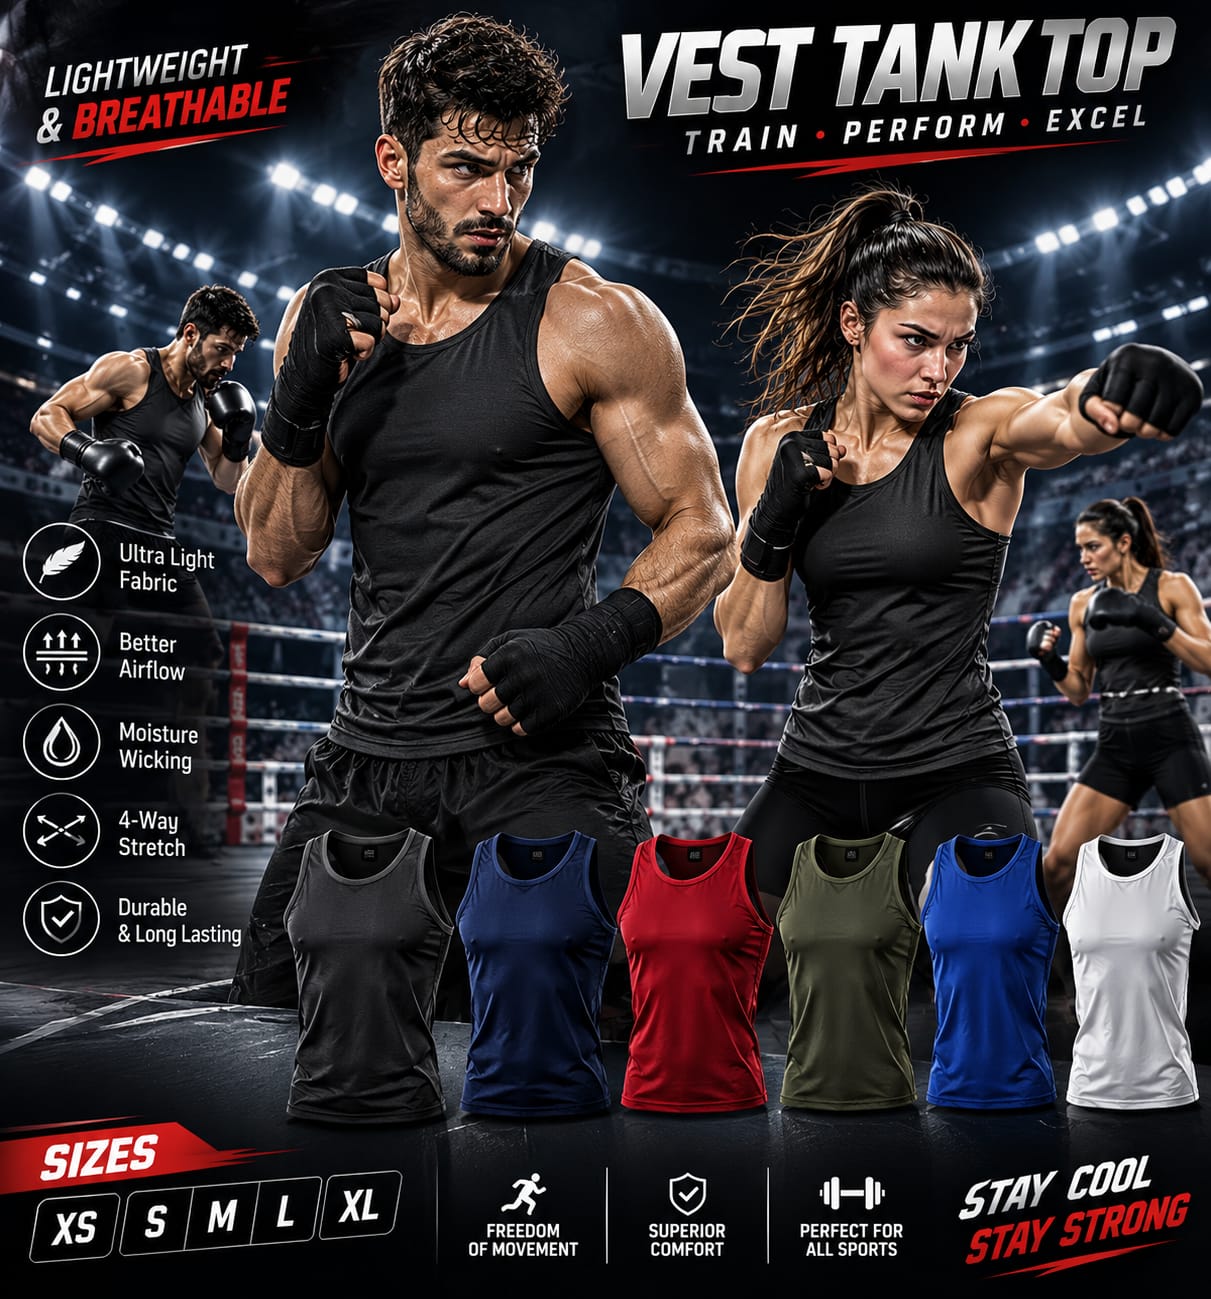 LIGHTWEIGHT
& BREATHABLE
VEST TANK TOP
TRAIN • PERFORM • EXCEL
Ultra Light
Fabric
Better
Airflow
Moisture
Wicking
4-Way
Stretch
Durable
& Long Lasting
SIZES
XS S M L XL
FREEDOM
OF MOVEMENT
SUPERIOR
COMFORT
PERFECT FOR
ALL SPORTS
STAY COOL
STAY STRONG